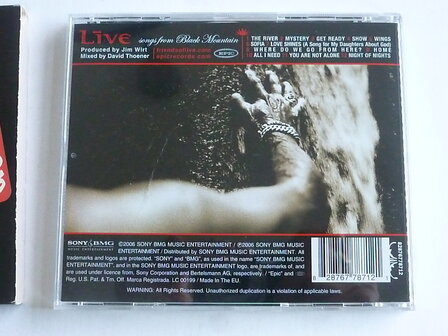 Live songs from Black Mountain
Produced by Jim Wirt
Mixed by David Thoener
friendsoflive.com
epicrecords.com
EPIC
THE RIVER MYSTERY GET READY SHOW WINGS
SOFIA LOVE SHINES (A Song for My Daughters About God)
WHERE DO WE GO FROM HERE? HOME
ALL I NEED YOU ARE NOT ALONE NIGHT OF NIGHTS
SONY BMG
MUSIC ENTERTAINMENT
©2006 SONY BMG MUSIC ENTERTAINMENT / ℗2006 SONY BMG MUSIC
ENTERTAINMENT / Distributed by SONY BMG MUSIC ENTERTAINMENT All
trademarks and logos are protected. "SONY" and "BMG", as used in the name "SONY BMG MUSIC
ENTERTAINMENT", and in the SONY BMG MUSIC ENTERTAINMENT logo, are trademarks of, and
are used under licence from, Sony Corporation and Bertelsmann AG, respectively. / "Epic" and
Reg. U.S. Pat. & Tm. Off. Marca Registrada. LC 00199 / Made In The EU.
WARNING: All Rights Reserved. Unauthorized duplication is a violation of applicable laws.
8 28767 78712